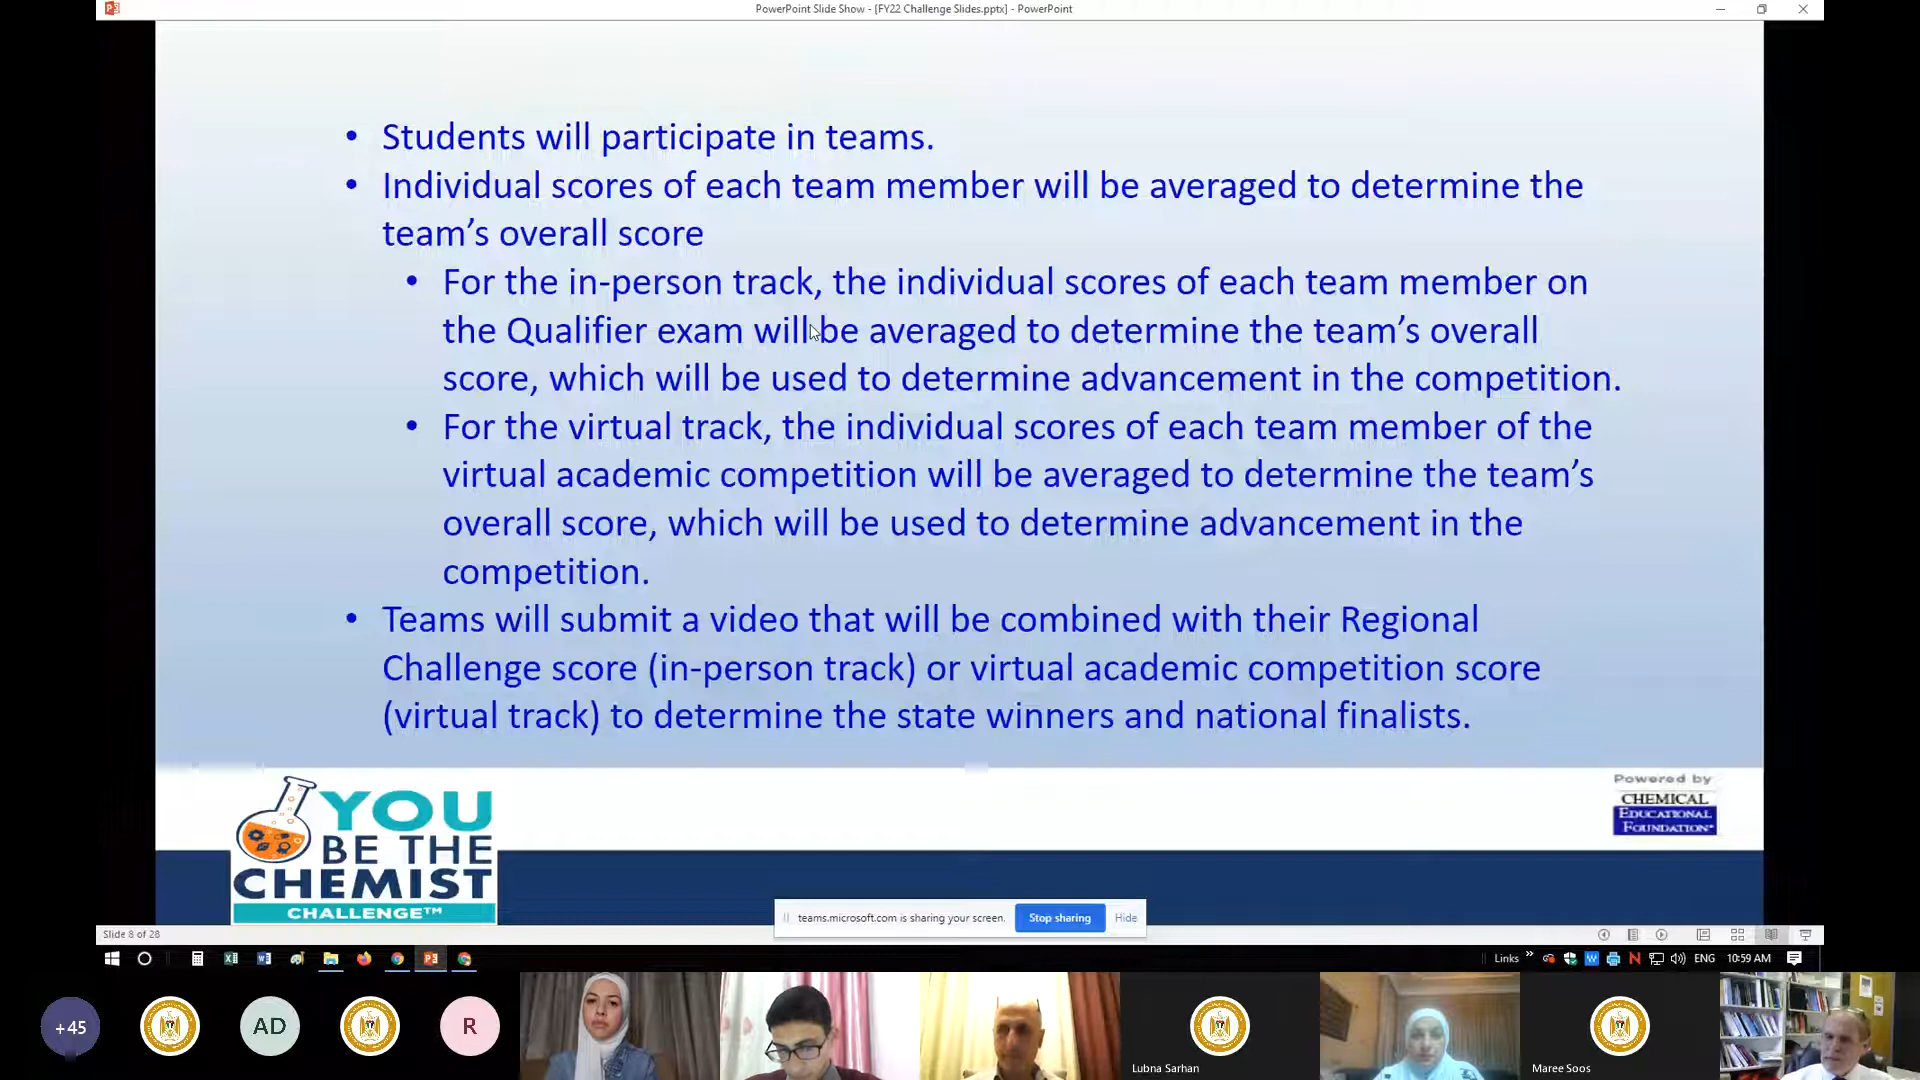 PowerPoint Slide Show - [FY22 Challenge Slides.pptx] - PowerPoint
• Students will participate in teams.
• Individual scores of each team member will be averaged to determine the
team’s overall score
• For the in-person track, the individual scores of each team member on
the Qualifier exam will be averaged to determine the team’s overall
score, which will be used to determine advancement in the competition.
• For the virtual track, the individual scores of each team member of the
virtual academic competition will be averaged to determine the team’s
overall score, which will be used to determine advancement in the
competition.
• Teams will submit a video that will be combined with their Regional
Challenge score (in-person track) or virtual academic competition score
(virtual track) to determine the state winners and national finalists.
YOU
BE THE
CHEMIST
CHALLENGE™
Powered by
CHEMICAL
EDUCATIONAL
FOUNDATION®
teams.microsoft.com is sharing your screen.
Stop sharing
Hide
Slide 8 of 28
Links
ENG
10:59 AM
+45
AD
R
Lubna Sarhan
Maree Soos